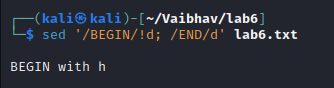 ┌──(kali㉿kali)-[~/Vaibhav/lab6]
└─$ sed '/BEGIN/!d; /END/d' lab6.txt
BEGIN with h